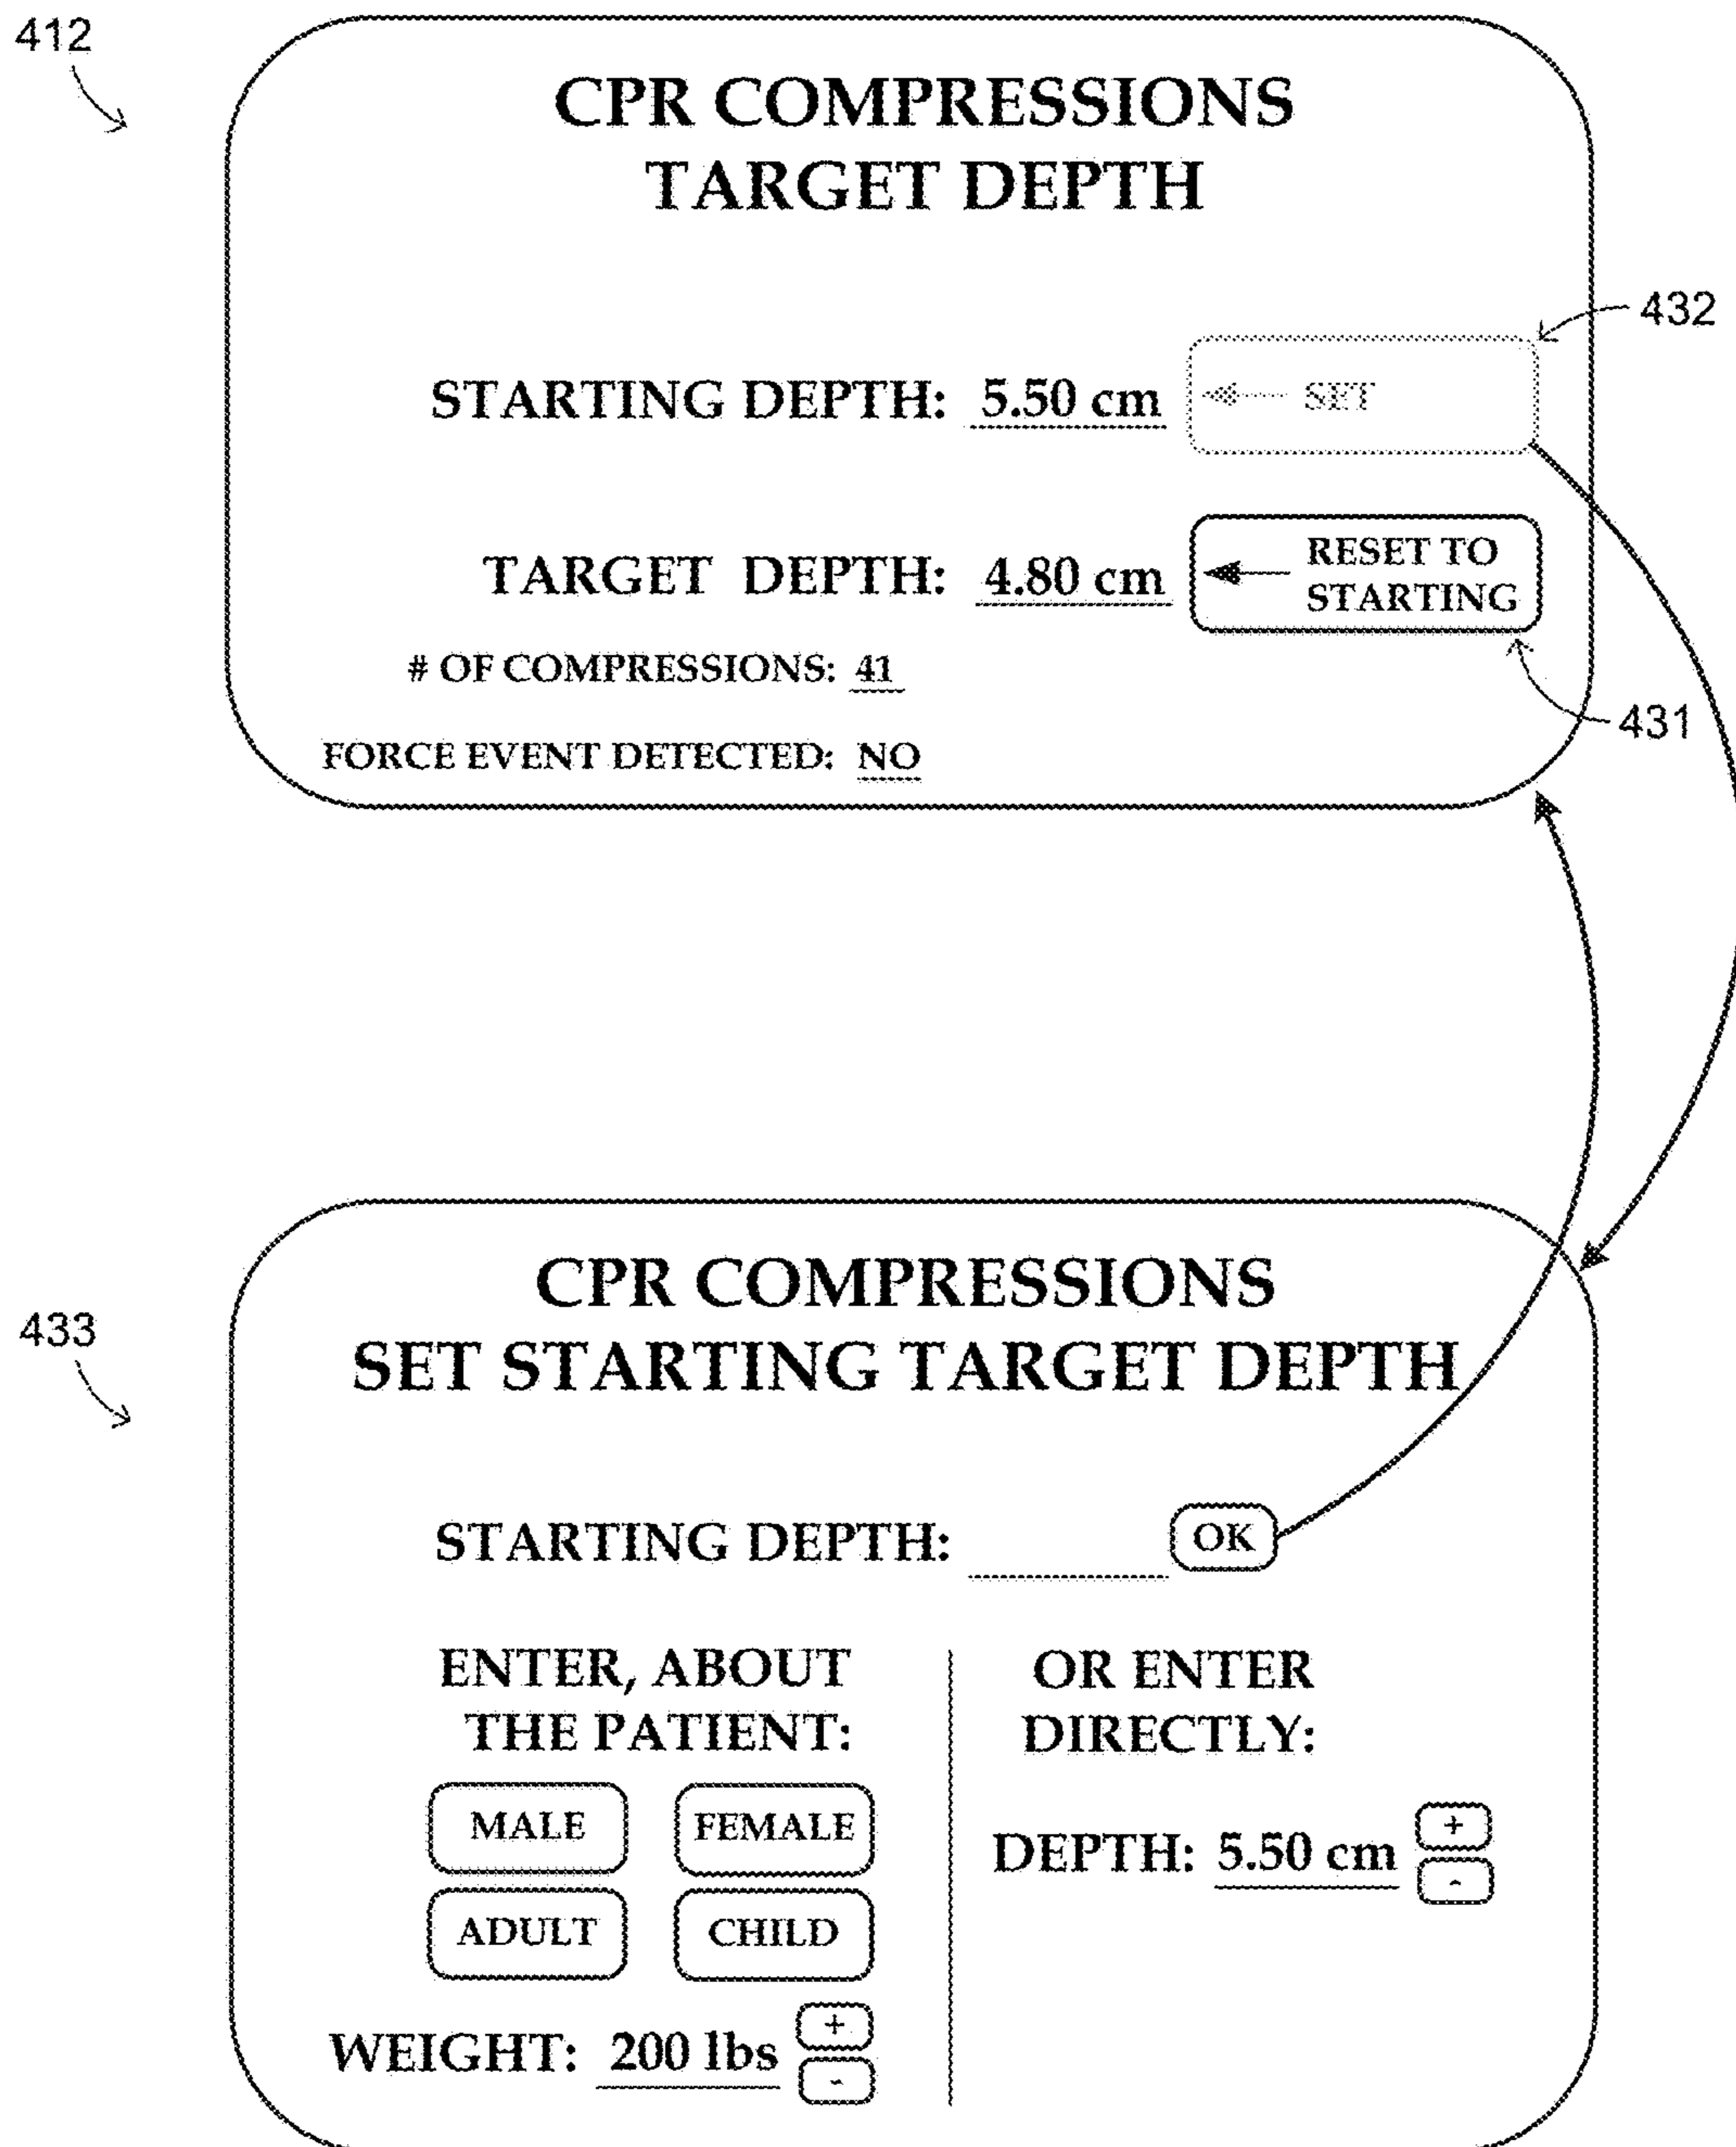 412
CPR COMPRESSIONS
TARGET DEPTH
432
STARTING DEPTH: 5.50 cm SET
TARGET DEPTH: 4.80 cm RESET TO
STARTING
# OF COMPRESSIONS: 41
431
FORCE EVENT DETECTED: NO
433
CPR COMPRESSIONS
SET STARTING TARGET DEPTH
STARTING DEPTH: OK
ENTER, ABOUT
THE PATIENT:
MALE FEMALE
ADULT CHILD
WEIGHT: 200 lbs + -
OR ENTER
DIRECTLY:
DEPTH: 5.50 cm + -